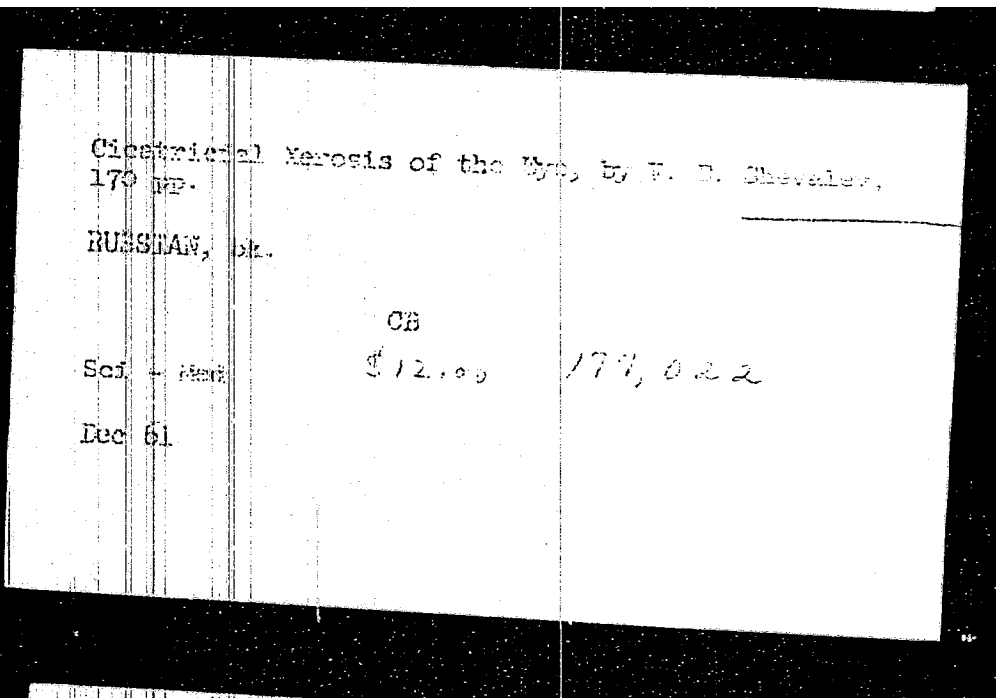 Cicatricial Xerosis of the Eye, by V. E. Shevalev,
170 pp.
RUSSIAN, bk.
CB
Sci - Med $12.00 177,022
Dec 61